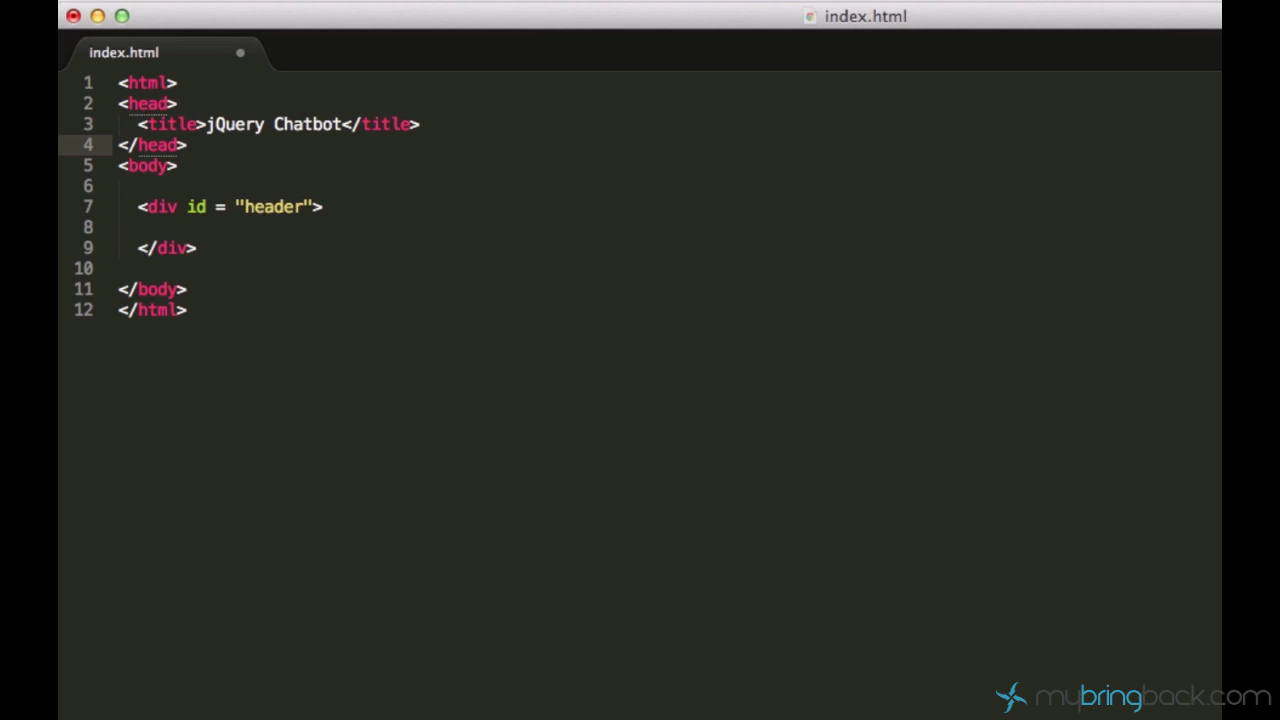 index.html
index.html
1 <html>
2 <head>
3   <title>jQuery Chatbot</title>
4 </head>
5 <body>
6
7   <div id = "header">
8
9   </div>
10
11 </body>
12 </html>
mybringback.com